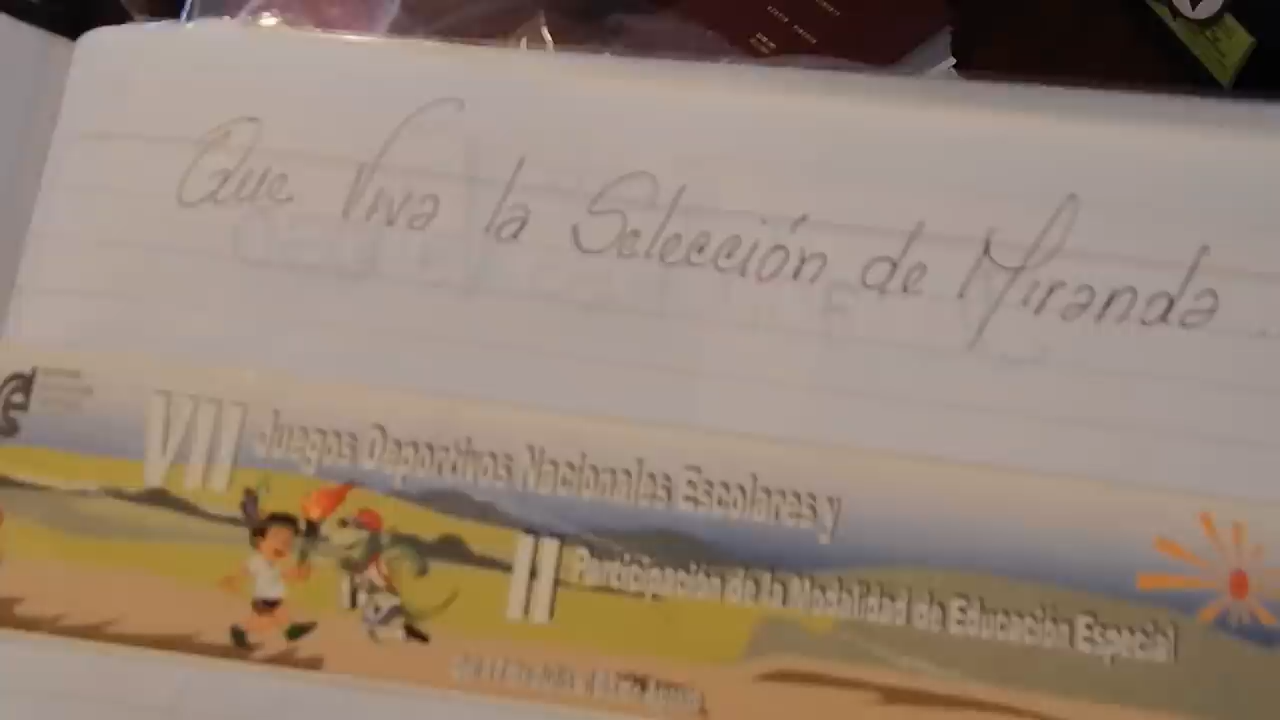 Que Viva la Selección de Miranda
VII Juegos Deportivos Nacionales Escolares y
II Participación de la Modalidad de Educación Especial